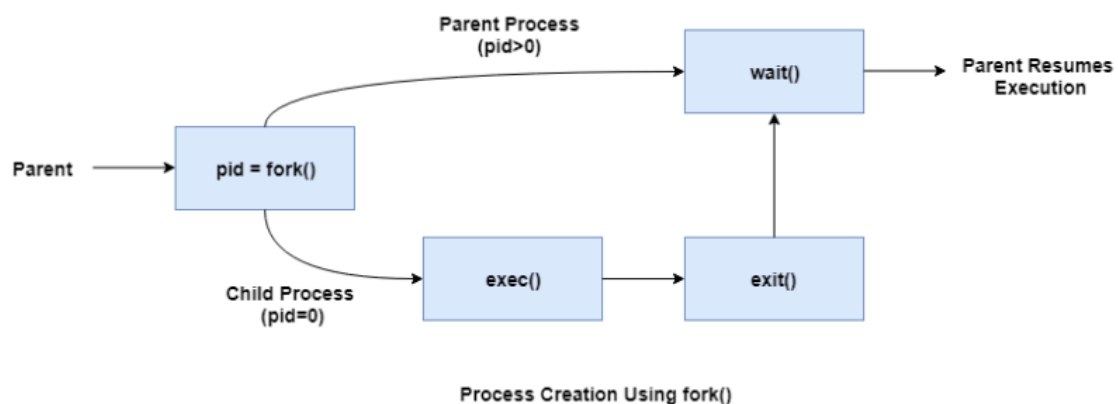 Parent Process
(pid>0)
wait()
Parent Resumes
Execution
Parent
pid = fork()
Child Process
(pid=0)
exec()
exit()
Process Creation Using fork()